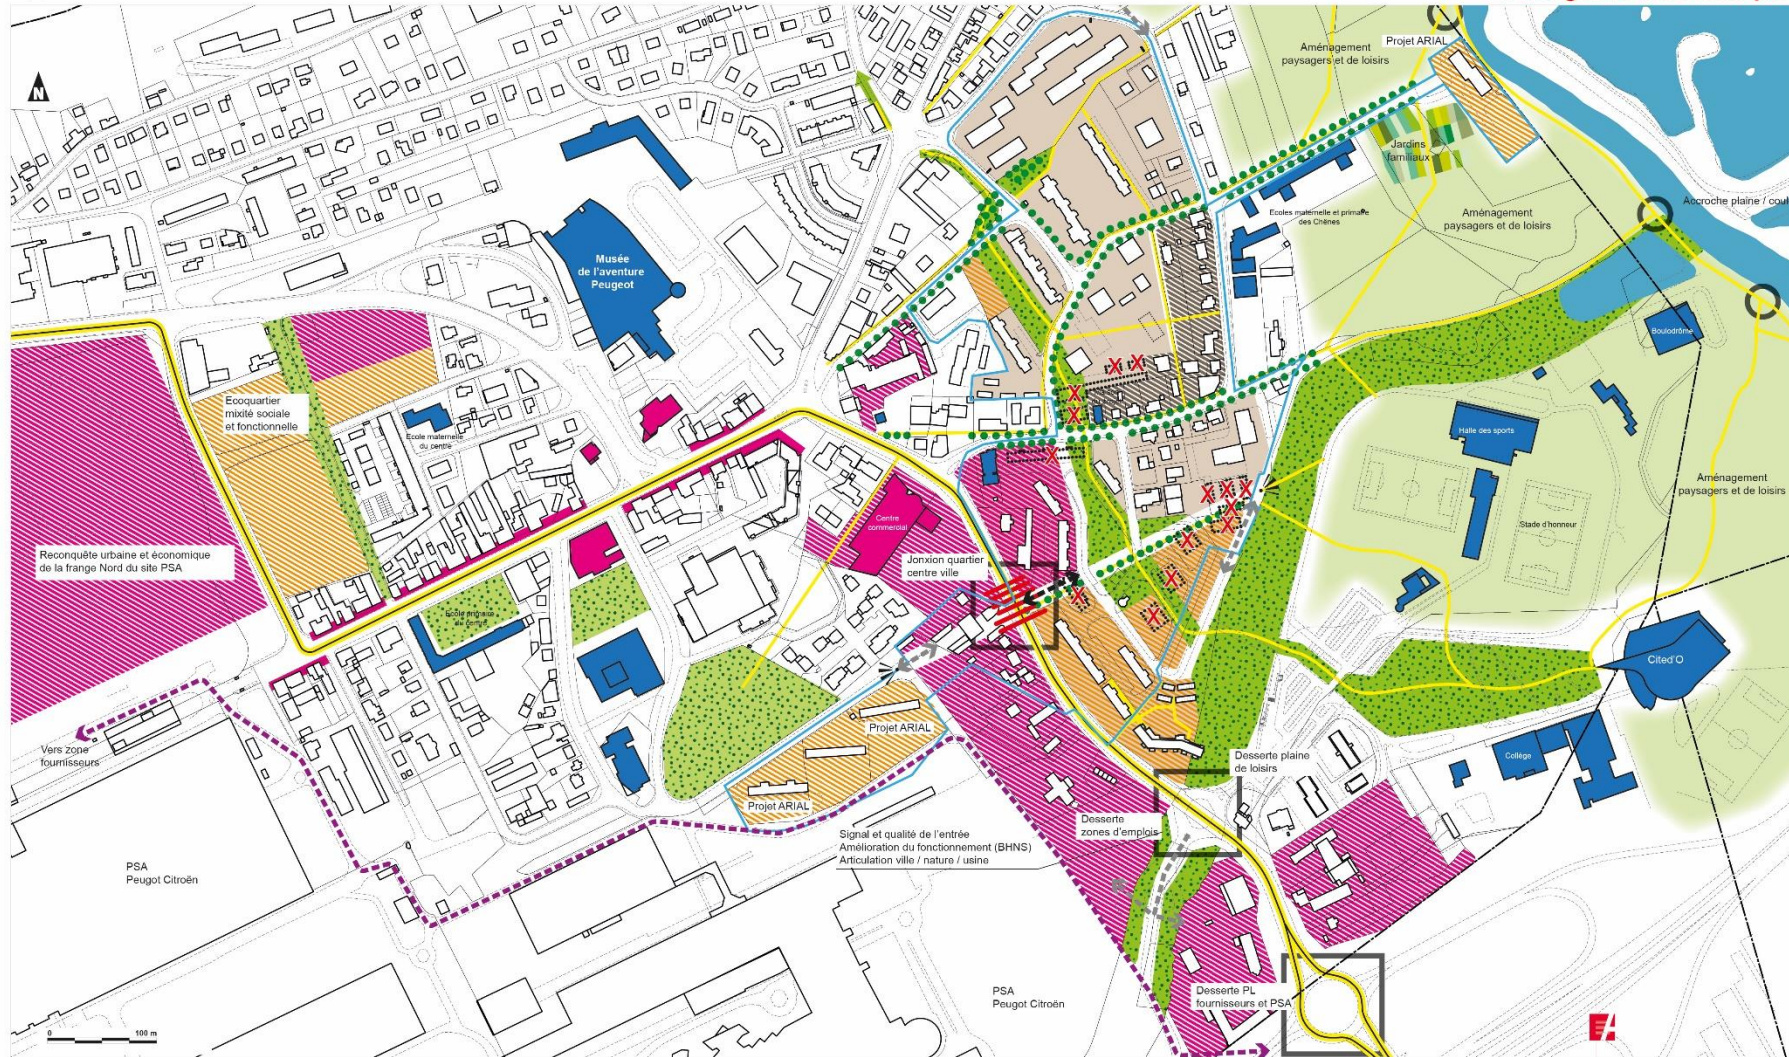 N
Projet ARIAL
Aménagement
paysagers et de loisirs
Jardins
familiaux
Ecoles maternelle et primaire
des Chênes
Aménagement
paysagers et de loisirs
Accroche plaine / coul
Musée
de l'aventure
Peugeot
Boulodrôme
Ecoquartier
mixité sociale
et fonctionnelle
Ecole maternelle
du centre
Halle des sports
Aménagement
paysagers et de loisirs
Stade d'honneur
Centre
commercial
Reconquête urbaine et économique
de la frange Nord du site PSA
Jonxion quartier
centre ville
Ecole primaire
du centre
Cited'O
Projet ARIAL
Vers zone
fournisseurs
Desserte plaine
de loisirs
Collège
Projet ARIAL
Desserte
zones d'emplois
Signal et qualité de l'entrée
Amélioration du fonctionnement (BHNS)
Articulation ville / nature / usine
PSA
Peugot Citroën
PSA
Peugot Citroën
Desserte PL
fournisseurs et PSA
0 100 m